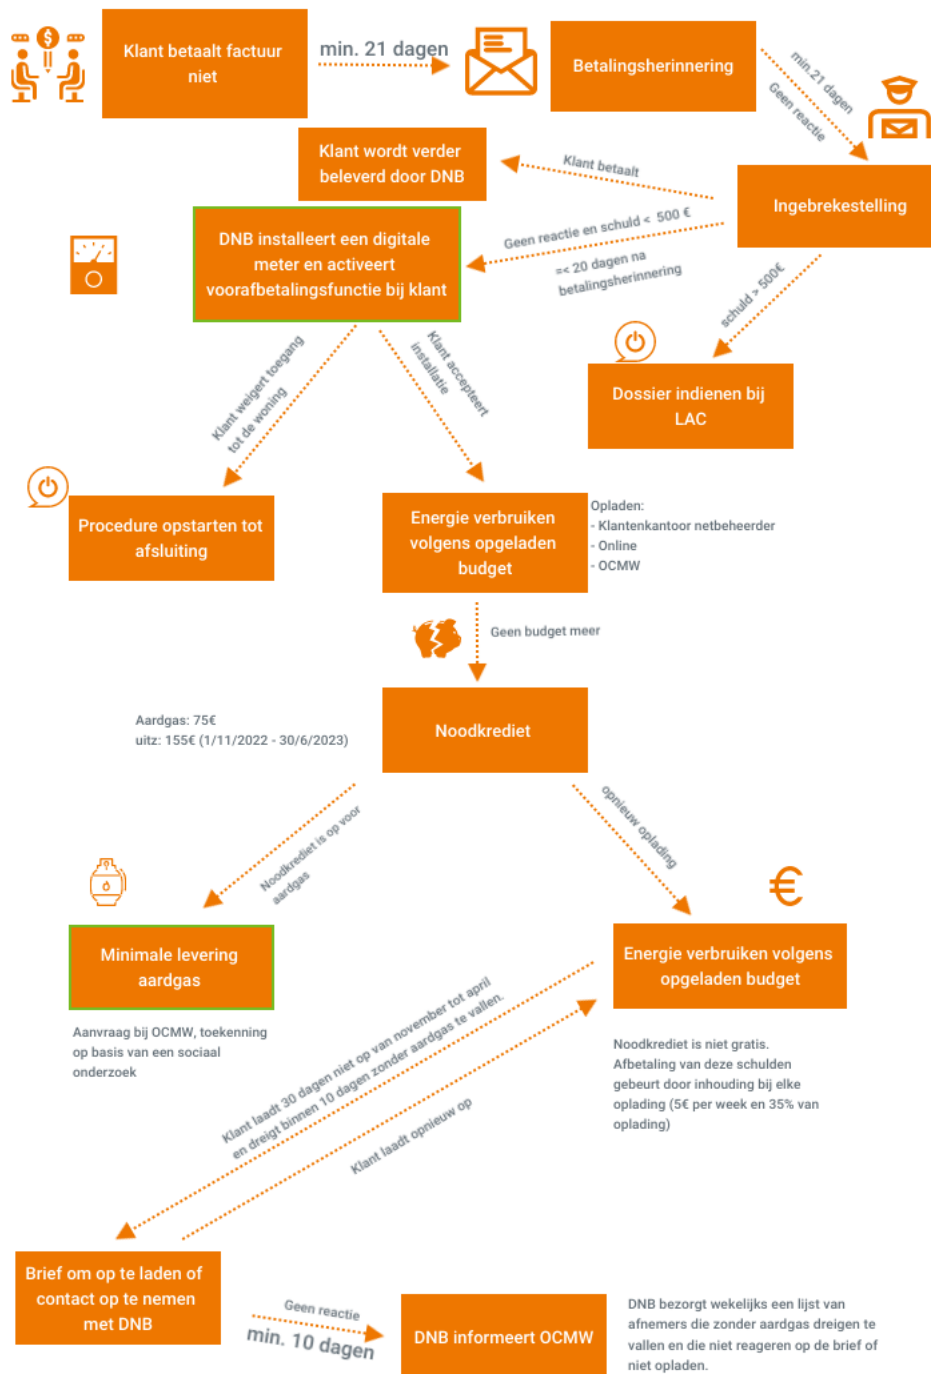 Klant betaalt factuur
niet
min. 21 dagen
Betalingsherinnering
min.21 dagen
Geen reactie
Klant wordt verder
beleverd door DNB
Klant betaalt
Ingebrekestelling
DNB installeert een digitale
meter en activeert
voorafbetalingsfunctie bij klant
Geen reactie en schuld < 500 €
=< 20 dagen na
betalingsherinnering
schuld > 500€
Klant weigert toegang
tot de woning
Klant accepteert
installatie
Dossier indienen bij
LAC
Procedure opstarten tot
afsluiting
Energie verbruiken
volgens opgeladen
budget
Opladen:
- Klantenkantoor netbeheerder
- Online
- OCMW
Geen budget meer
Aardgas: 75€
uitz: 155€ (1/11/2022 - 30/6/2023)
Noodkrediet
Noodkrediet is op voor
aardgas
opnieuw oplading
Minimale levering
aardgas
Aanvraag bij OCMW, toekenning
op basis van een sociaal
onderzoek
Energie verbruiken volgens
opgeladen budget
Noodkrediet is niet gratis.
Afbetaling van deze schulden
gebeurt door inhouding bij elke
oplading (5€ per week en 35% van
oplading)
Klant laadt 30 dagen niet op van november tot april
en dreigt binnen 10 dagen zonder aardgas te vallen.
Klant laadt opnieuw op
Brief om op te laden of
contact op te nemen
met DNB
Geen reactie
min. 10 dagen
DNB informeert OCMW
DNB bezorgt wekelijks een lijst van
afnemers die zonder aardgas dreigen te
vallen en die niet reageren op de brief of
niet opladen.